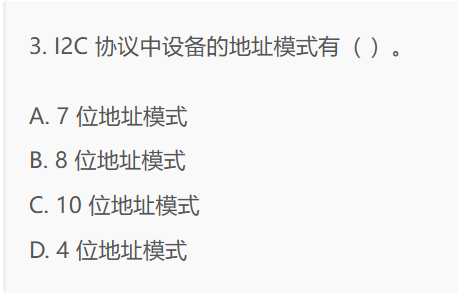 3. I2C 协议中设备的地址模式有（ ）。
A. 7 位地址模式
B. 8 位地址模式
C. 10 位地址模式
D. 4 位地址模式